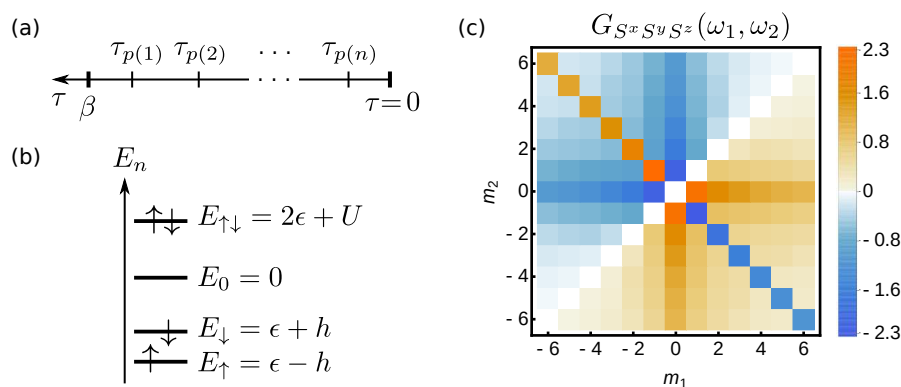 (a)
τ_{p(1)} τ_{p(2)} ··· τ_{p(n)}
τ β ··· τ=0
(b)
E_n
E_{↑↓} = 2ϵ + U
E_0 = 0
E_↓ = ϵ + h
E_↑ = ϵ − h
(c)
G_{S^x S^y S^z}(ω_1, ω_2)
6
4
2
0
- 2
- 4
- 6
m_2
- 6 - 4 - 2 0 2 4 6
m_1
2.3
1.6
0.8
0
- 0.8
- 1.6
- 2.3